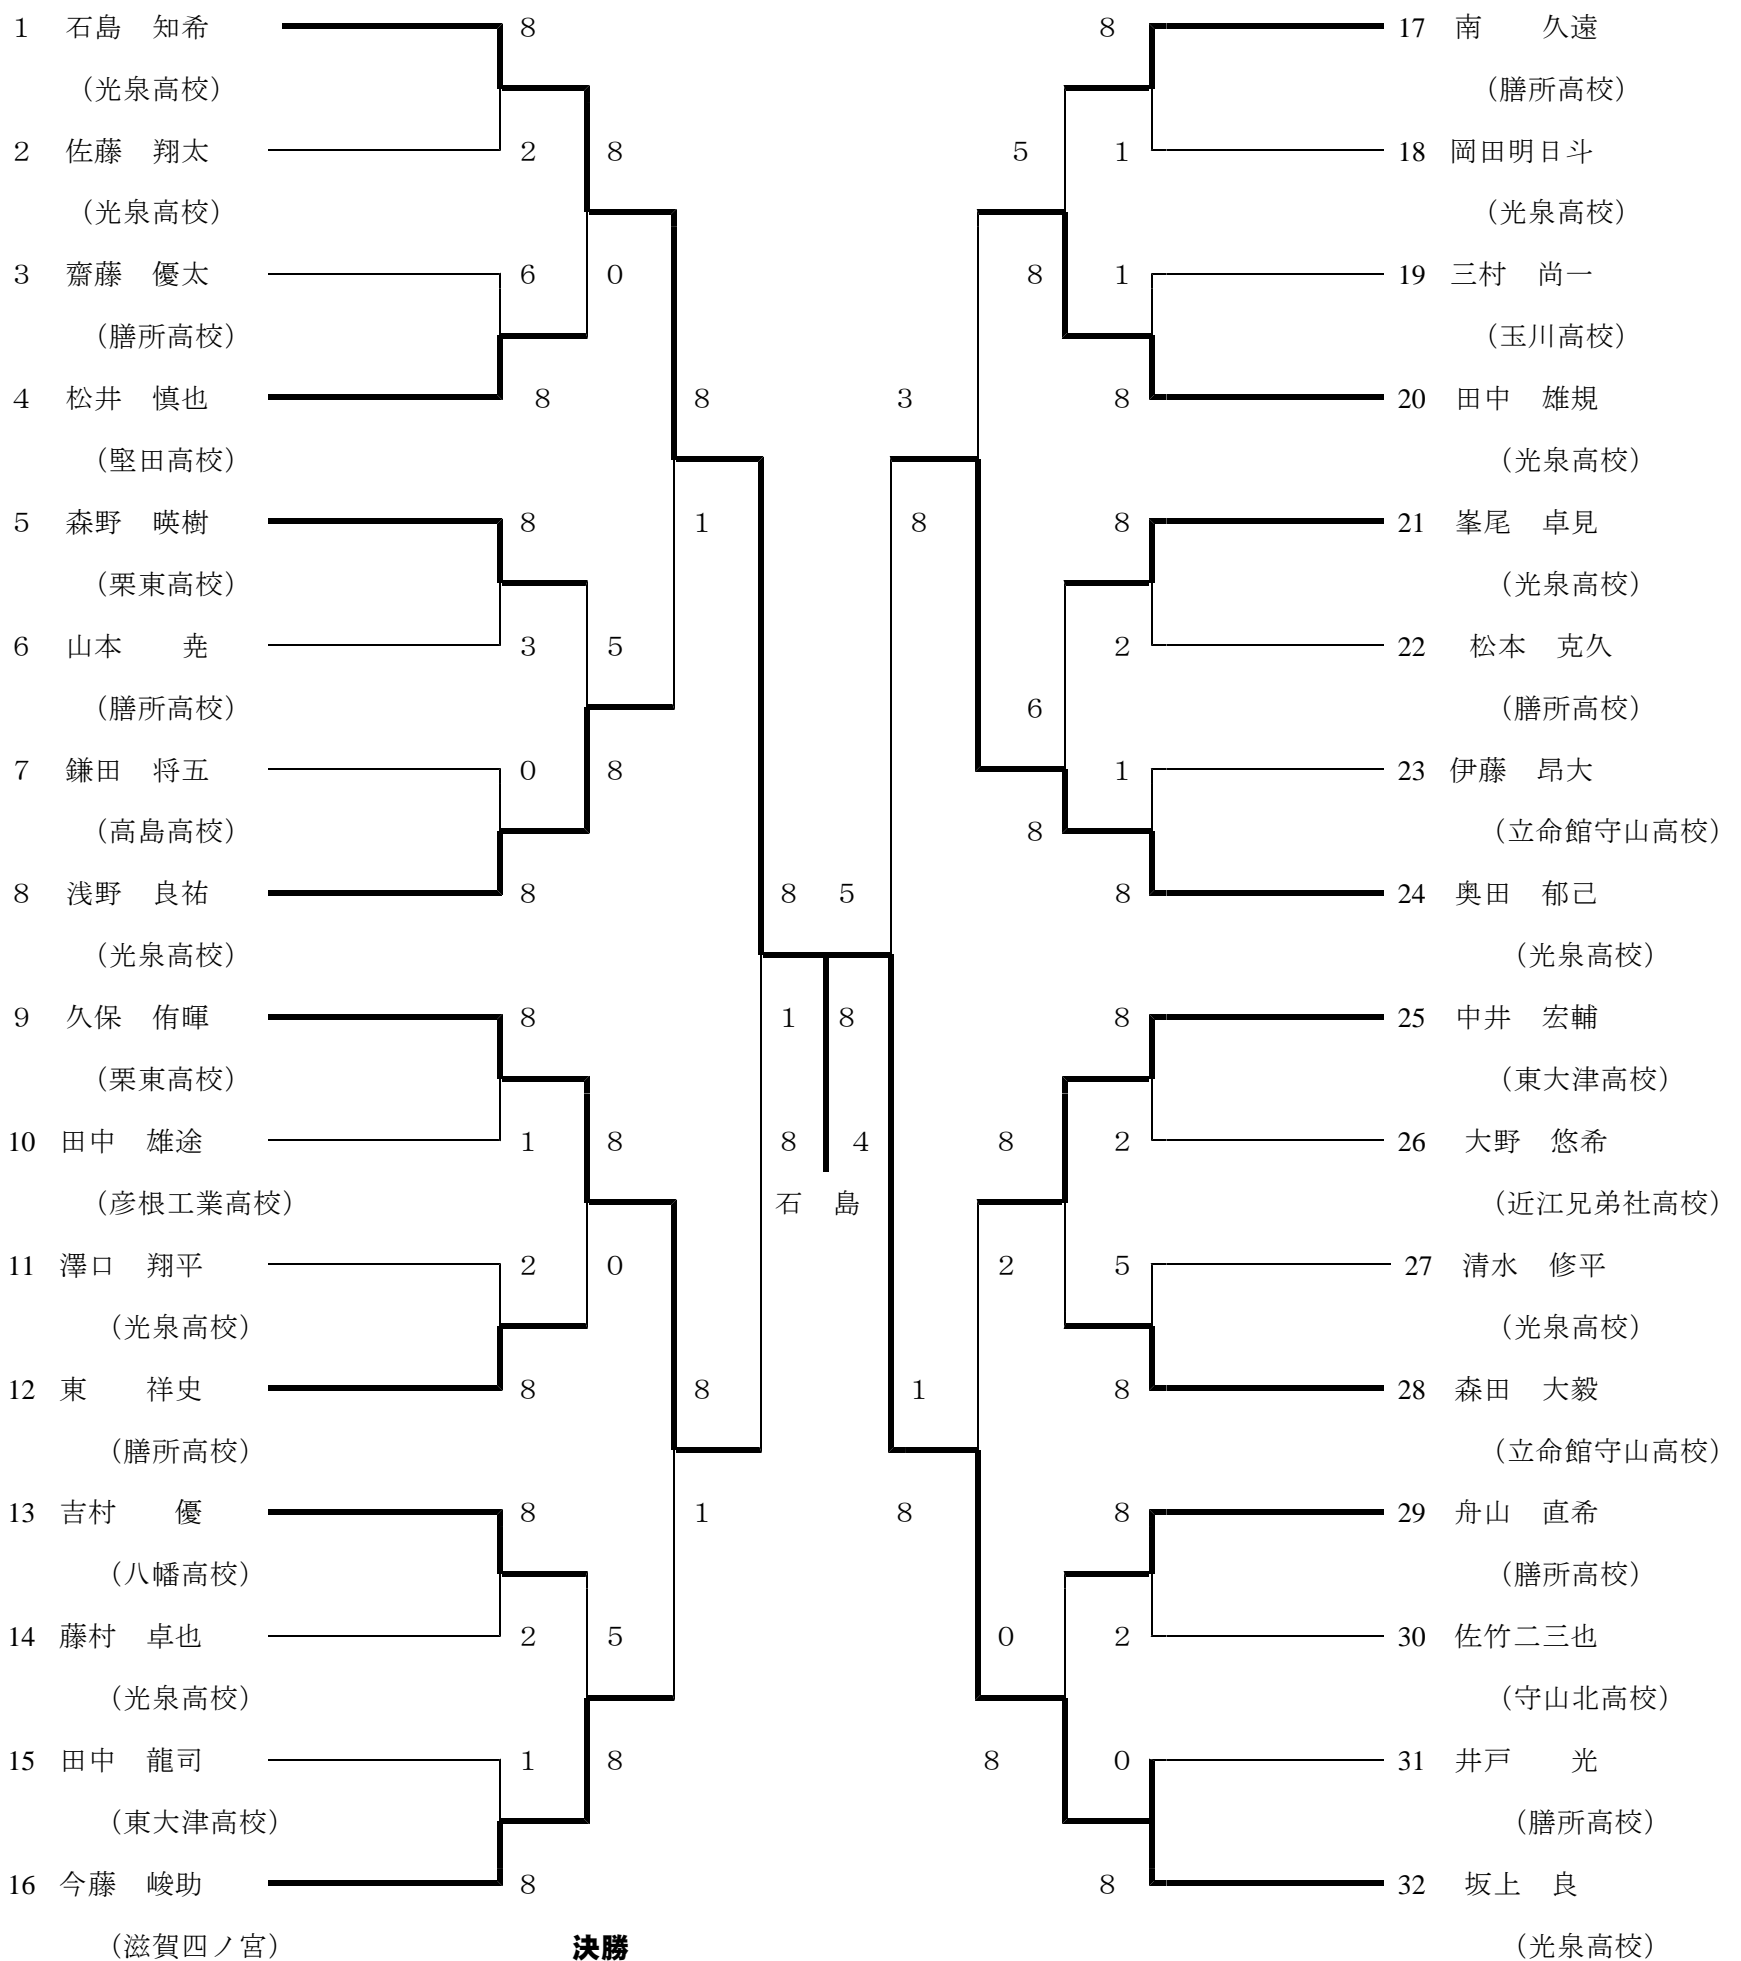 1 石島 知希 8 8 17 南 久遠
(光泉高校) (膳所高校)
2 佐藤 翔太 2 8 5 1 18 岡田明日斗
(光泉高校) (光泉高校)
3 齋藤 優太 6 0 8 1 19 三村 尚一
(膳所高校) (玉川高校)
4 松井 慎也 8 8 3 8 20 田中 雄規
(堅田高校) (光泉高校)
5 森野 暎樹 8 1 8 8 21 峯尾 卓見
(栗東高校) (光泉高校)
6 山本 尭 3 5 2 22 松本 克久
(膳所高校) 6 (膳所高校)
7 鎌田 将五 0 8 1 23 伊藤 昂大
(高島高校) 8 (立命館守山高校)
8 浅野 良祐 8 8 5 8 24 奥田 郁己
(光泉高校) (光泉高校)
9 久保 侑暉 8 1 8 8 25 中井 宏輔
(栗東高校) (東大津高校)
10 田中 雄途 1 8 8 4 8 2 26 大野 悠希
(彦根工業高校) 石 島 (近江兄弟社高校)
11 澤口 翔平 2 0 2 5 27 清水 修平
(光泉高校) (光泉高校)
12 東 祥史 8 8 1 8 28 森田 大毅
(膳所高校) (立命館守山高校)
13 吉村 優 8 1 8 8 29 舟山 直希
(八幡高校) (膳所高校)
14 藤村 卓也 2 5 0 2 30 佐竹二三也
(光泉高校) (守山北高校)
15 田中 龍司 1 8 8 0 31 井戸 光
(東大津高校) (膳所高校)
16 今藤 峻助 8 8 32 坂上 良
(滋賀四ノ宮) 決勝 (光泉高校)